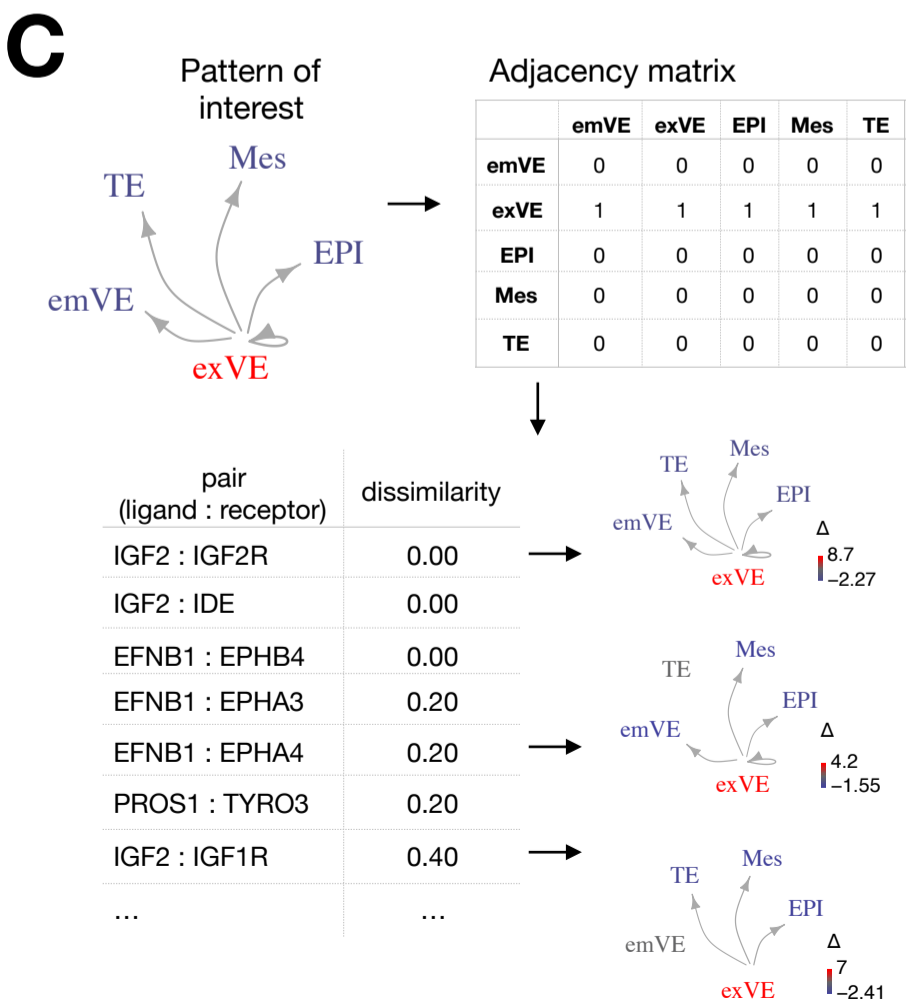 C
Pattern of
interest
TE
Mes
EPI
emVE
exVE
Adjacency matrix
emVE exVE EPI Mes TE
emVE 0 0 0 0 0
exVE 1 1 1 1 1
EPI 0 0 0 0 0
Mes 0 0 0 0 0
TE 0 0 0 0 0
pair
(ligand : receptor)
dissimilarity
IGF2 : IGF2R 0.00
IGF2 : IDE 0.00
EFNB1 : EPHB4 0.00
EFNB1 : EPHA3 0.20
EFNB1 : EPHA4 0.20
PROS1 : TYRO3 0.20
IGF2 : IGF1R 0.40
... ...
TE
Mes
EPI
emVE
exVE
Δ
8.7
−2.27
TE
Mes
EPI
emVE
exVE
Δ
4.2
−1.55
TE
Mes
EPI
emVE
exVE
Δ
7
−2.41